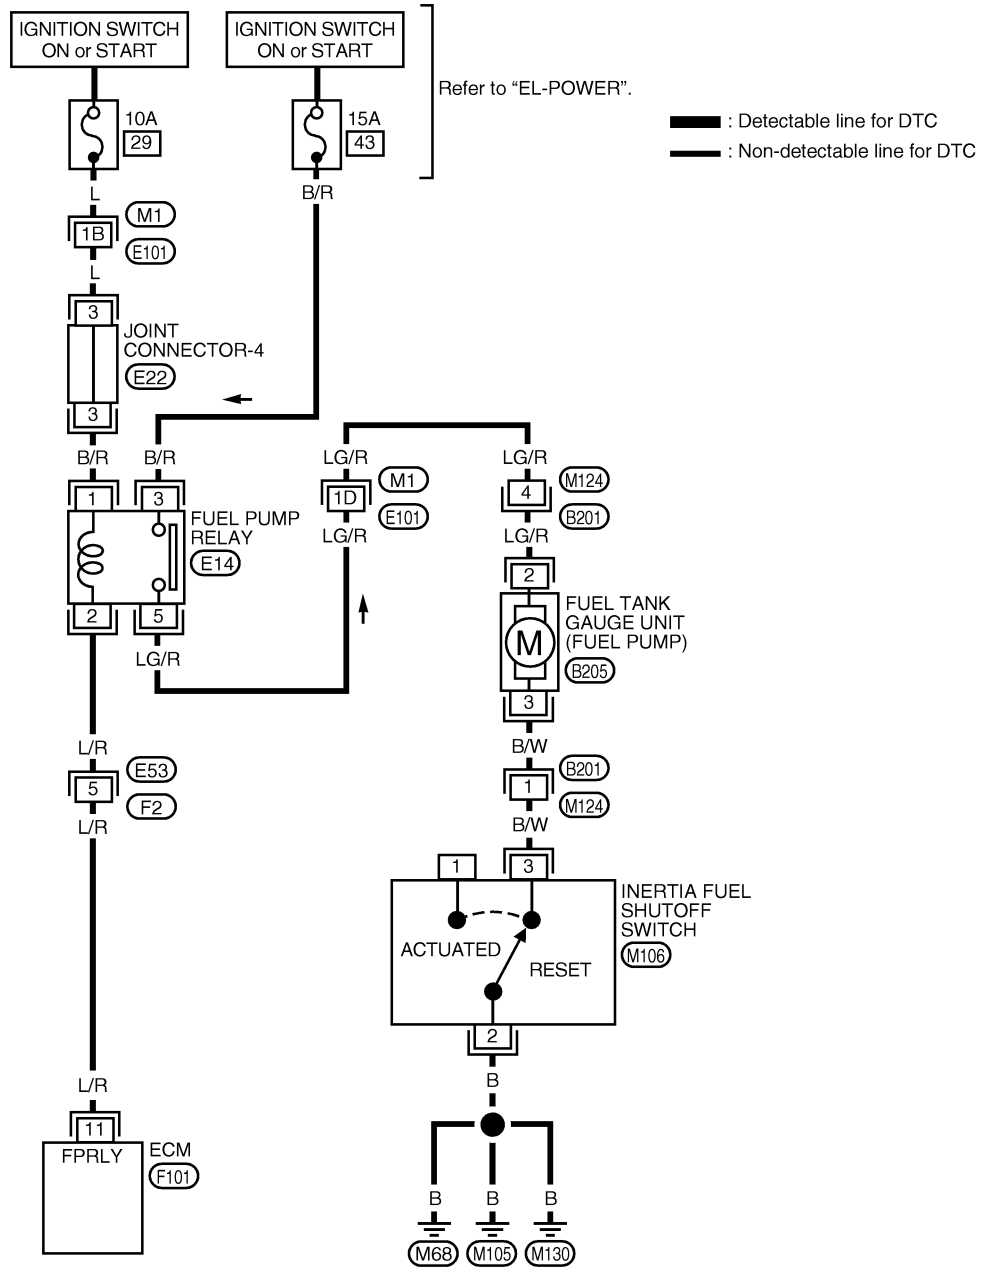 IGNITION SWITCH
ON or START
IGNITION SWITCH
ON or START
Refer to “EL-POWER”.
10A
29
15A
43
: Detectable line for DTC
: Non-detectable line for DTC
L
B/R
M1
1B
E101
L
3
JOINT
CONNECTOR-4
E22
3
B/R
B/R
LG/R
LG/R
1
3
1D
M1
E101
4
M124
B201
FUEL PUMP
RELAY
E14
LG/R
LG/R
2
2
5
FUEL TANK
GAUGE UNIT
(FUEL PUMP)
M
B205
LG/R
3
L/R
B/W
E53
5
F2
B201
1
M124
L/R
B/W
1
3
INERTIA FUEL
SHUTOFF
SWITCH
M106
ACTUATED
RESET
2
L/R
B
11
FPRLY
ECM
F101
B
B
B
M68
M105
M130